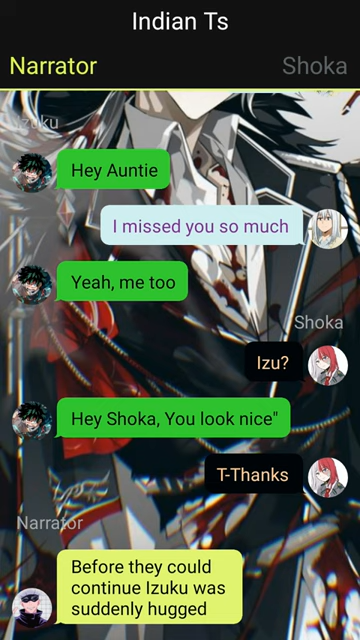 Indian Ts
Narrator
Shoka
Izuku
Hey Auntie
I missed you so much
Yeah, me too
Shoka
Izu?
Hey Shoka, You look nice"
T-Thanks
Narrator
Before they could
continue Izuku was
suddenly hugged